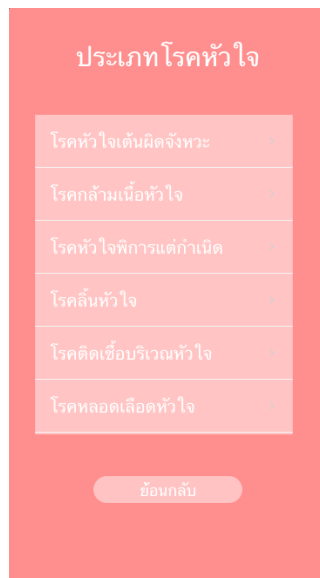 ประเภทโรคหัวใจ
โรคหัวใจเต้นผิดจังหวะ
โรคกล้ามเนื้อหัวใจ
โรคหัวใจพิการแต่กำเนิด
โรคลิ้นหัวใจ
โรคติดเชื้อบริเวณหัวใจ
โรคหลอดเลือดหัวใจ
ย้อนกลับ